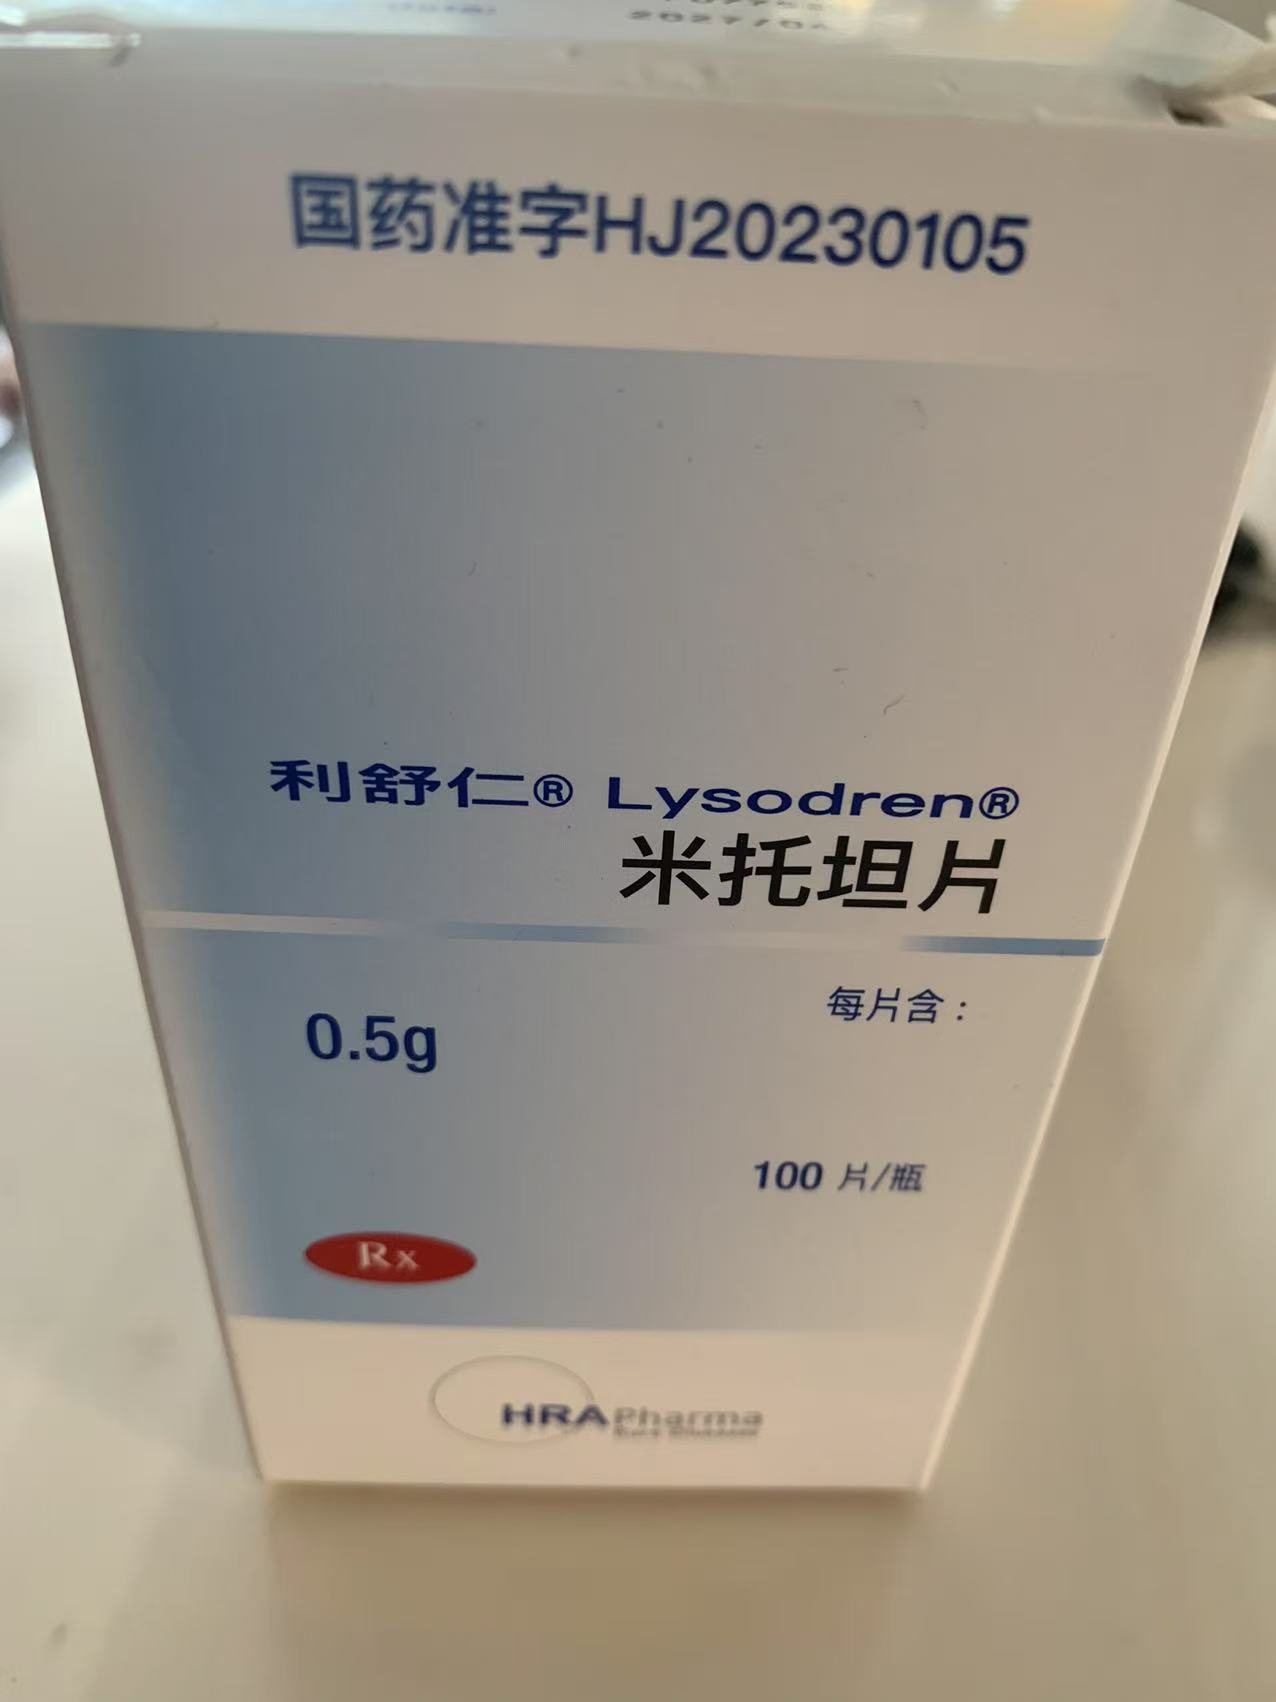 国药准字HJ20230105
利舒仁® Lysodren®
米托坦片
每片含：
0.5g
100 片/瓶
Rx
HRA Pharma